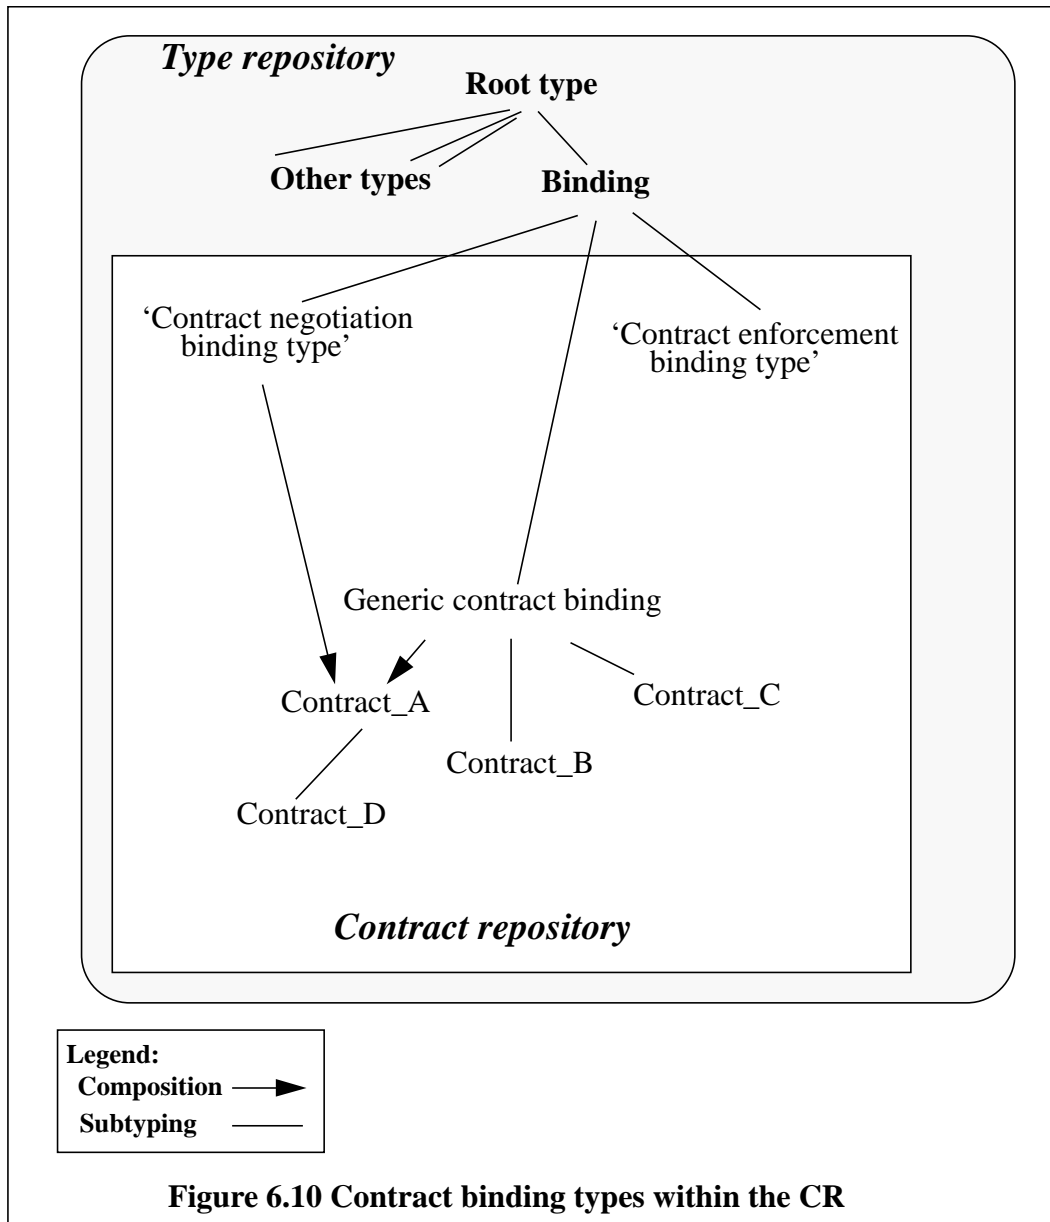 Type repository
Root type
Other types
Binding
‘Contract negotiation
binding type’
‘Contract enforcement
binding type’
Generic contract binding
Contract_A
Contract_C
Contract_B
Contract_D
Contract repository
Legend:
Composition
Subtyping
Figure 6.10 Contract binding types within the CR